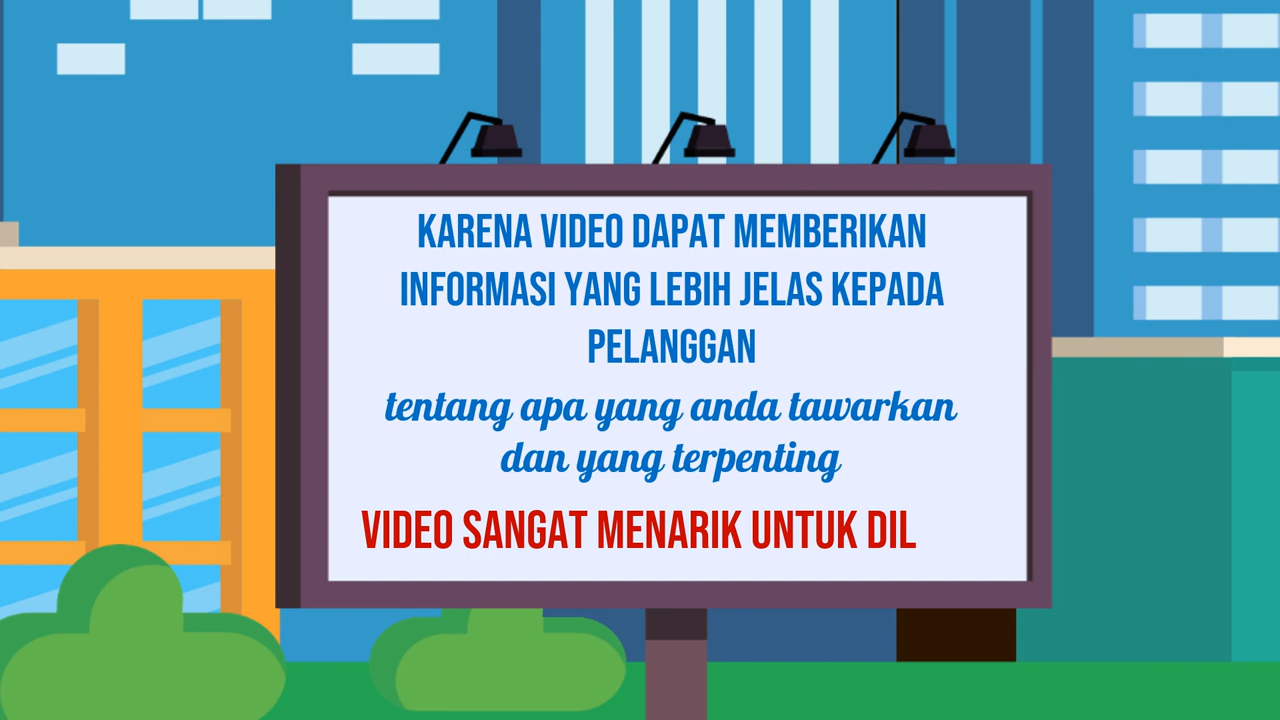 KARENA VIDEO DAPAT MEMBERIKAN
INFORMASI YANG LEBIH JELAS KEPADA
PELANGGAN
tentang apa yang anda tawarkan
dan yang terpenting
VIDEO SANGAT MENARIK UNTUK DIL